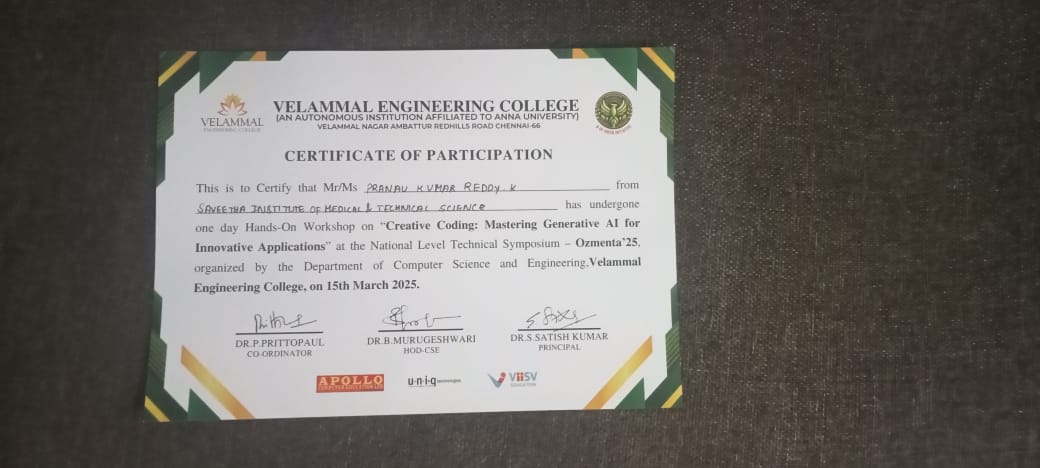 VELAMMAL
ENGINEERING COLLEGE
VELAMMAL ENGINEERING COLLEGE
(AN AUTONOMOUS INSTITUTION AFFILIATED TO ANNA UNIVERSITY)
VELAMMAL NAGAR AMBATTUR REDHILLS ROAD CHENNAI-66
CERTIFICATE OF PARTICIPATION
This is to Certify that Mr/Ms PRANAV KUMAR REDDY.K from
SAVEETHA INSTITUTE OF MEDICAL & TECHNICAL SCIENCE has undergone
one day Hands-On Workshop on “Creative Coding: Mastering Generative AI for
Innovative Applications” at the National Level Technical Symposium – Ozmenta’25,
organized by the Department of Computer Science and Engineering,Velammal
Engineering College, on 15th March 2025.
DR.P.PRITTOPAUL
CO-ORDINATOR
DR.B.MURUGESHWARI
HOD-CSE
DR.S.SATISH KUMAR
PRINCIPAL
APOLLO
COMPUTER EDUCATION LTD
u·n·i·q technologies
ViiSV
EDUCATION